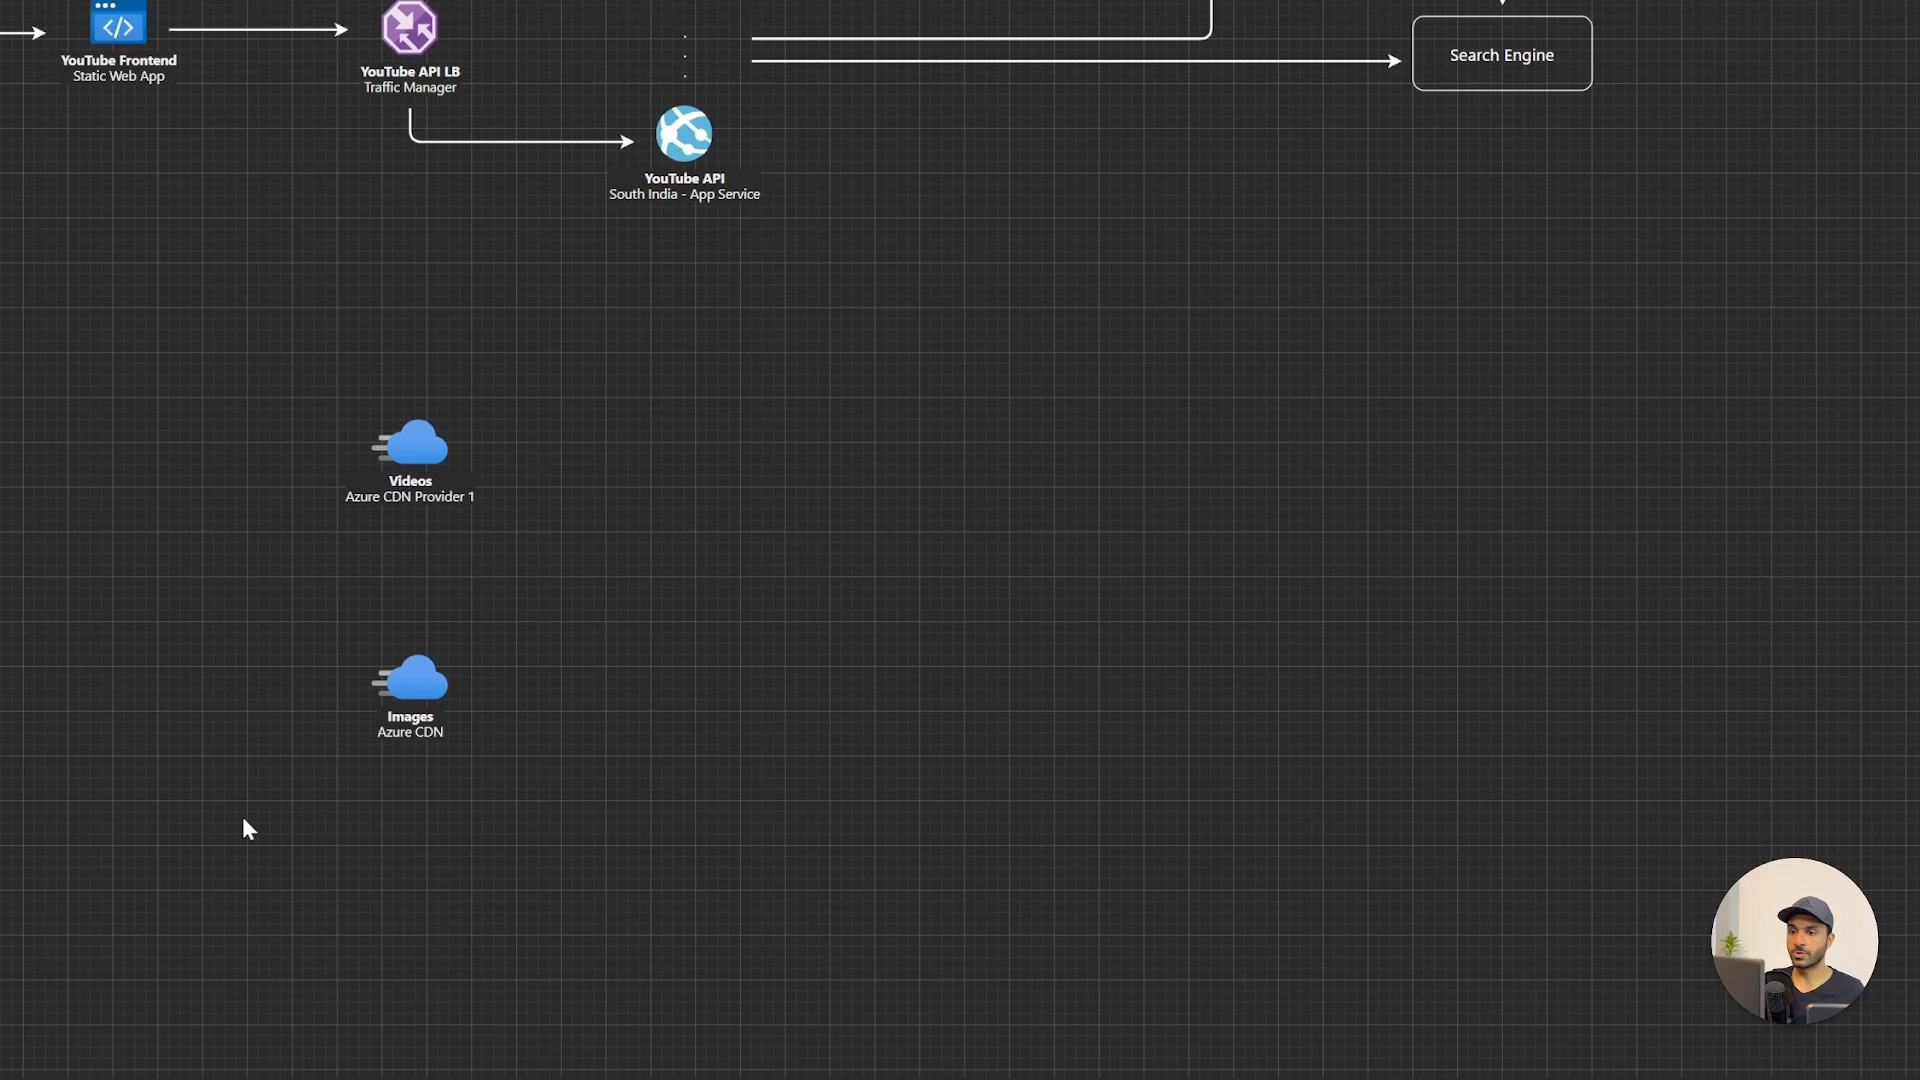 YouTube Frontend
Static Web App
YouTube API LB
Traffic Manager
Search Engine
YouTube API
South India - App Service
Videos
Azure CDN Provider 1
Images
Azure CDN